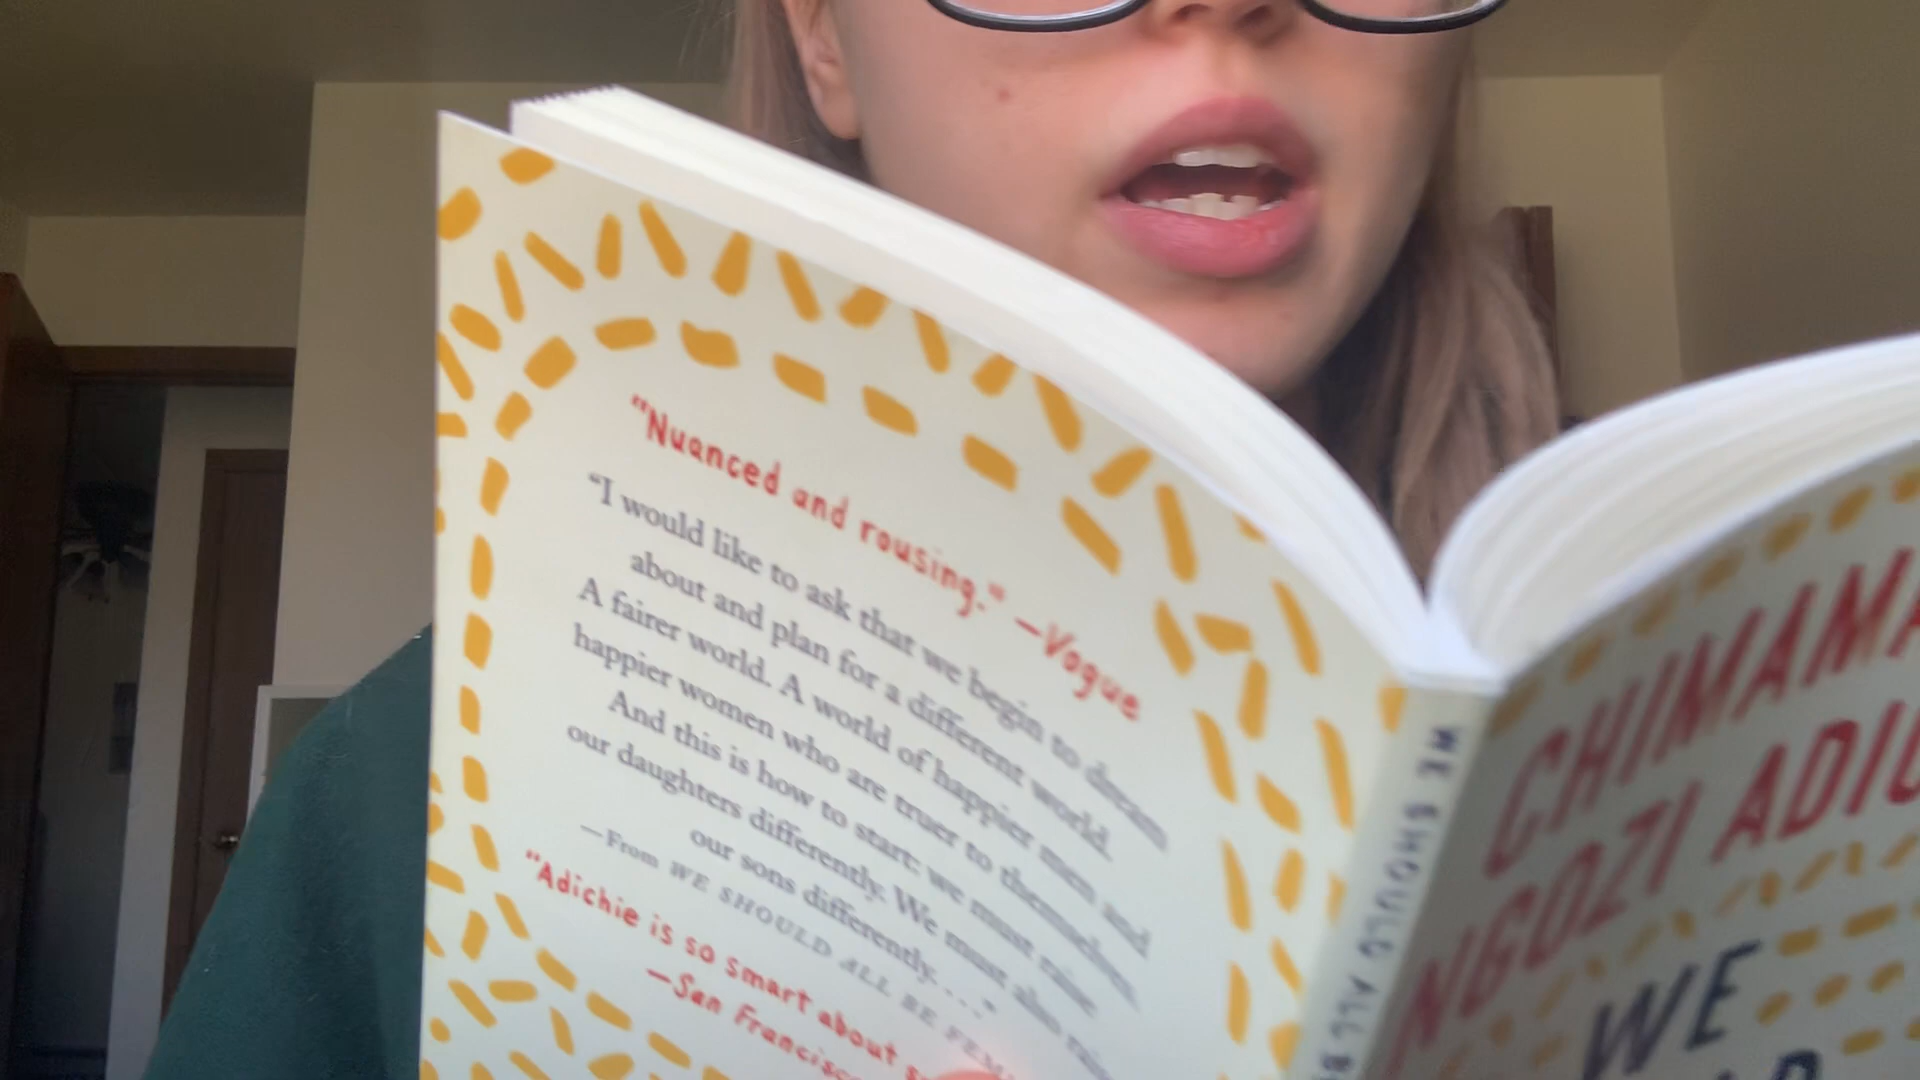 "Nuanced and rousing." —Vogue
"I would like to ask that we begin to dream
about and plan for a different world.
A fairer world. A world of happier men and
happier women who are truer to themselves.
And this is how to start: we must raise
our daughters differently. We must also raise
our sons differently. . . ."
—From WE SHOULD ALL BE
"Adichie is so smart about
—San
WE SHOULD ALL
CHIMAMA
NGOZI ADI
WE